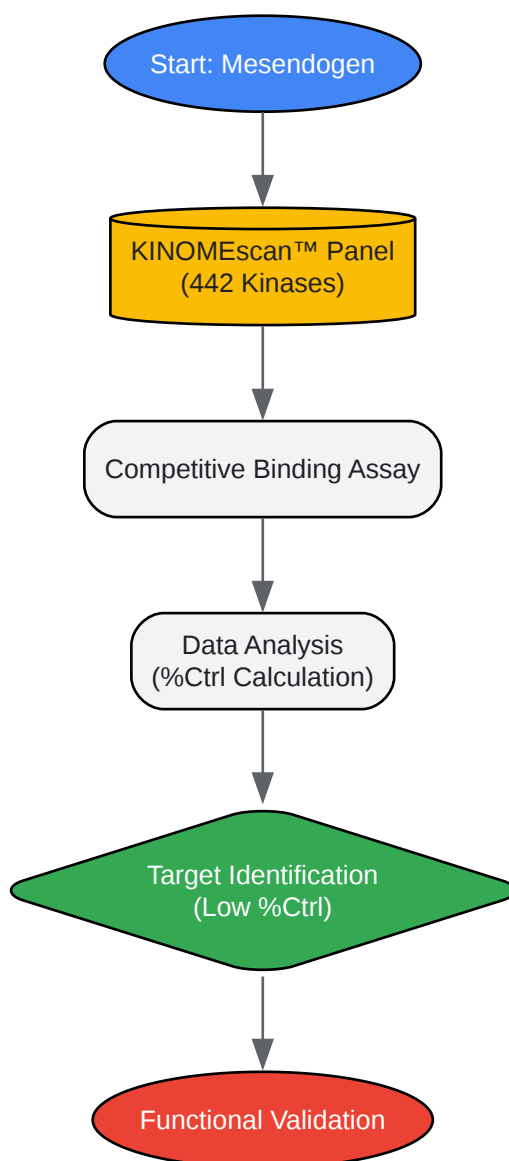 Start: Mesendogen
KINOMEscan™ Panel
(442 Kinases)
Competitive Binding Assay
Data Analysis
(%Ctrl Calculation)
Target Identification
(Low %Ctrl)
Functional Validation